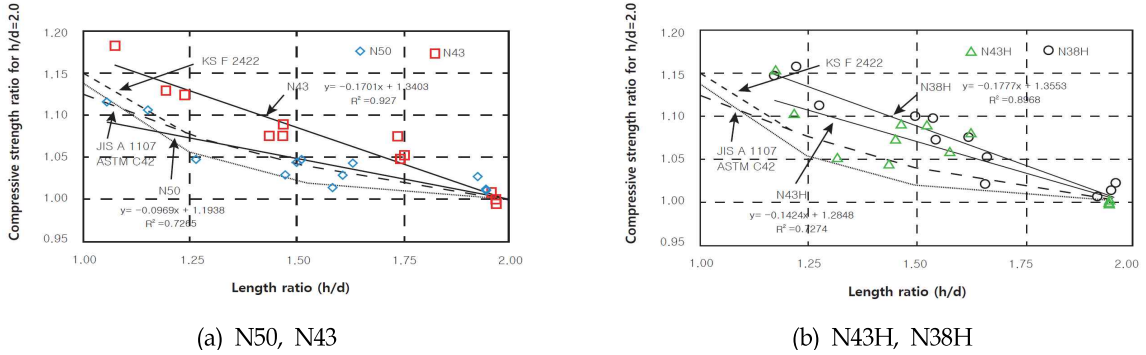 Compressive strength ratio for h/d=2.0
1.20
1.15
1.10
1.05
1.00
0.95
N50
N43
KS F 2422
N43
y= -0.1701x + 1.3403
R² =0.927
JIS A 1107
ASTM C42
N50
y= -0.0969x + 1.1938
R² =0.7265
1.00
1.25
1.50
1.75
2.00
Length ratio (h/d)
(a) N50, N43
Compressive strength ratio for h/d=2.0
1.20
1.15
1.10
1.05
1.00
0.95
N43H
N38H
KS F 2422
N38H
y= -0.1777x + 1.3553
R² =0.8968
JIS A 1107
ASTM C42
N43H
y= -0.1424x + 1.2848
R² =0.7274
1.00
1.25
1.50
1.75
2.00
Length ratio (h/d)
(b) N43H, N38H